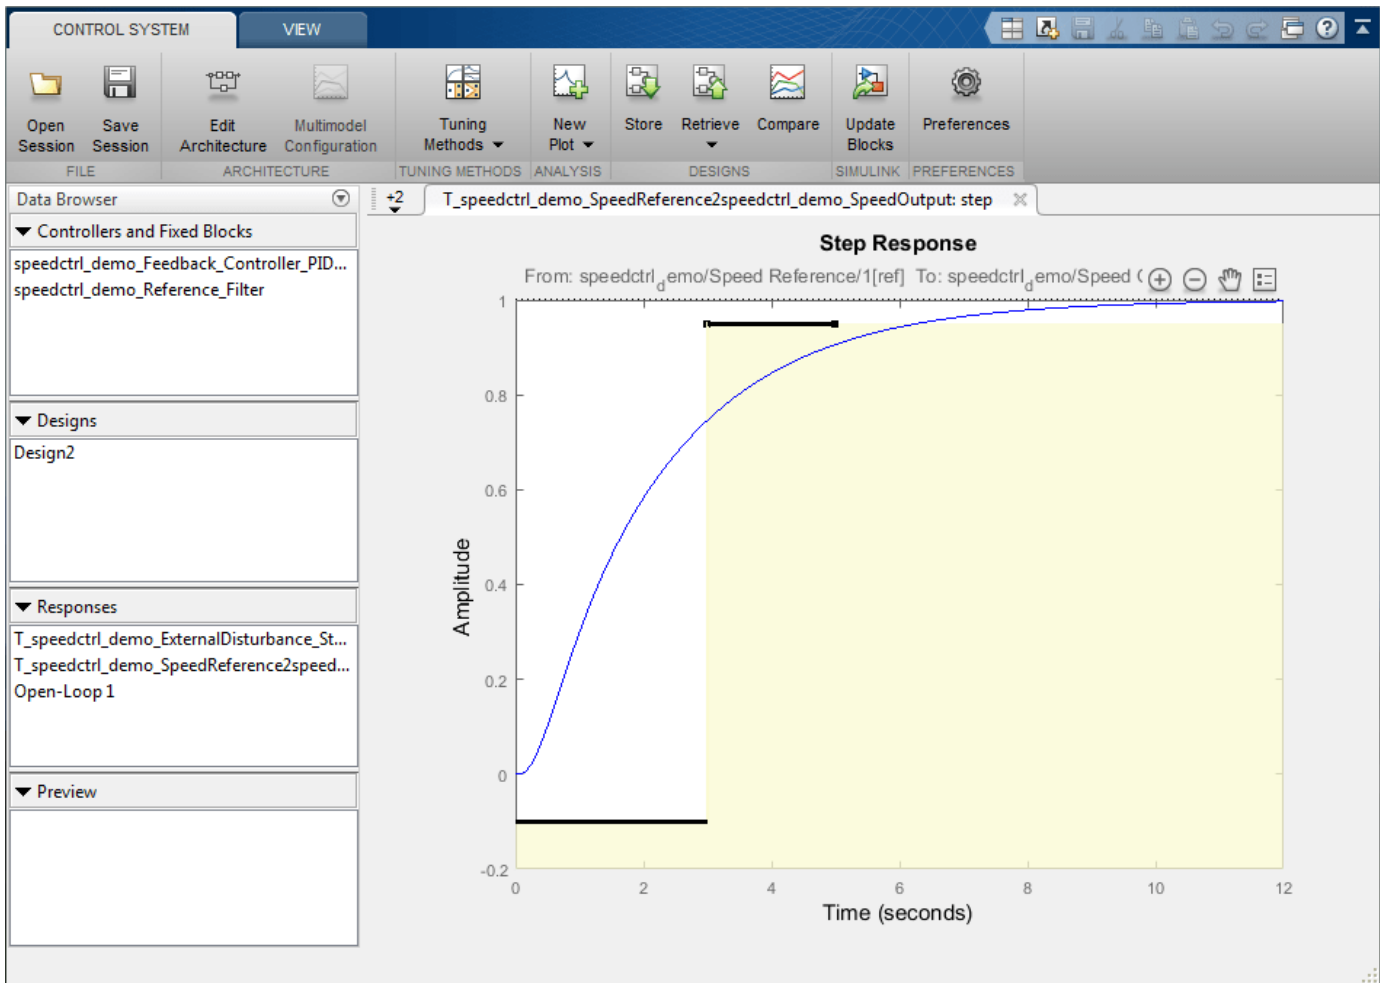 CONTROL SYSTEM VIEW
Open Session
Save Session
Edit Architecture
Multimodel Configuration
Tuning Methods
New Plot
Store
Retrieve
Compare
Update Blocks
Preferences
FILE ARCHITECTURE TUNING METHODS ANALYSIS DESIGNS SIMULINK PREFERENCES
Data Browser
Controllers and Fixed Blocks
speedctrl_demo_Feedback_Controller_PID...
speedctrl_demo_Reference_Filter
Designs
Design2
Responses
T_speedctrl_demo_ExternalDisturbance_St...
T_speedctrl_demo_SpeedReference2speed...
Open-Loop 1
Preview
+2
T_speedctrl_demo_SpeedReference2speedctrl_demo_SpeedOutput: step
Step Response
From: speedctrl_demo/Speed Reference/1[ref] To: speedctrl_demo/Speed
1
0.8
0.6
0.4
0.2
0
-0.2
Amplitude
0 2 4 6 8 10 12
Time (seconds)